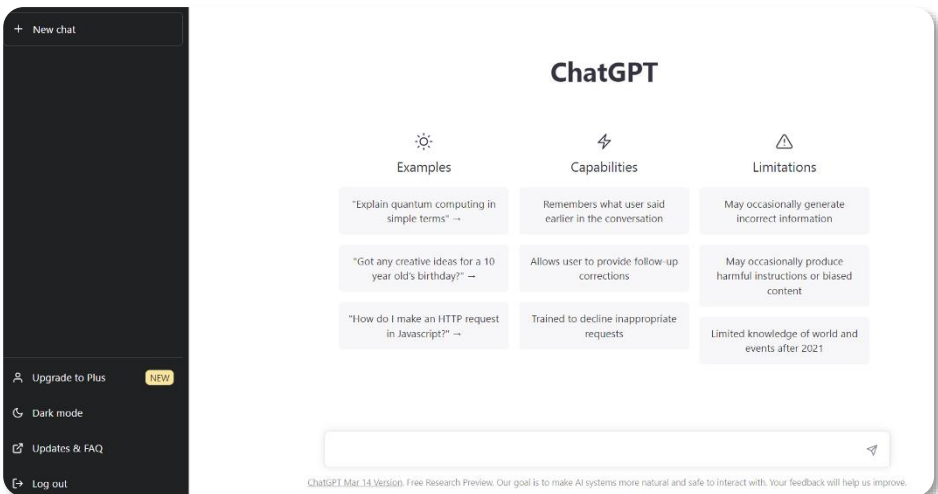 + New chat
ChatGPT
Examples
"Explain quantum computing in
simple terms" →
"Got any creative ideas for a 10
year old's birthday?" →
"How do I make an HTTP request
in Javascript?" →
Capabilities
Remembers what user said
earlier in the conversation
Allows user to provide follow-up
corrections
Trained to decline inappropriate
requests
Limitations
May occasionally generate
incorrect information
May occasionally produce
harmful instructions or biased
content
Limited knowledge of world and
events after 2021
Upgrade to Plus NEW
Dark mode
Updates & FAQ
Log out
ChatGPT Mar 14 Version. Free Research Preview. Our goal is to make AI systems more natural and safe to interact with. Your feedback will help us improve.